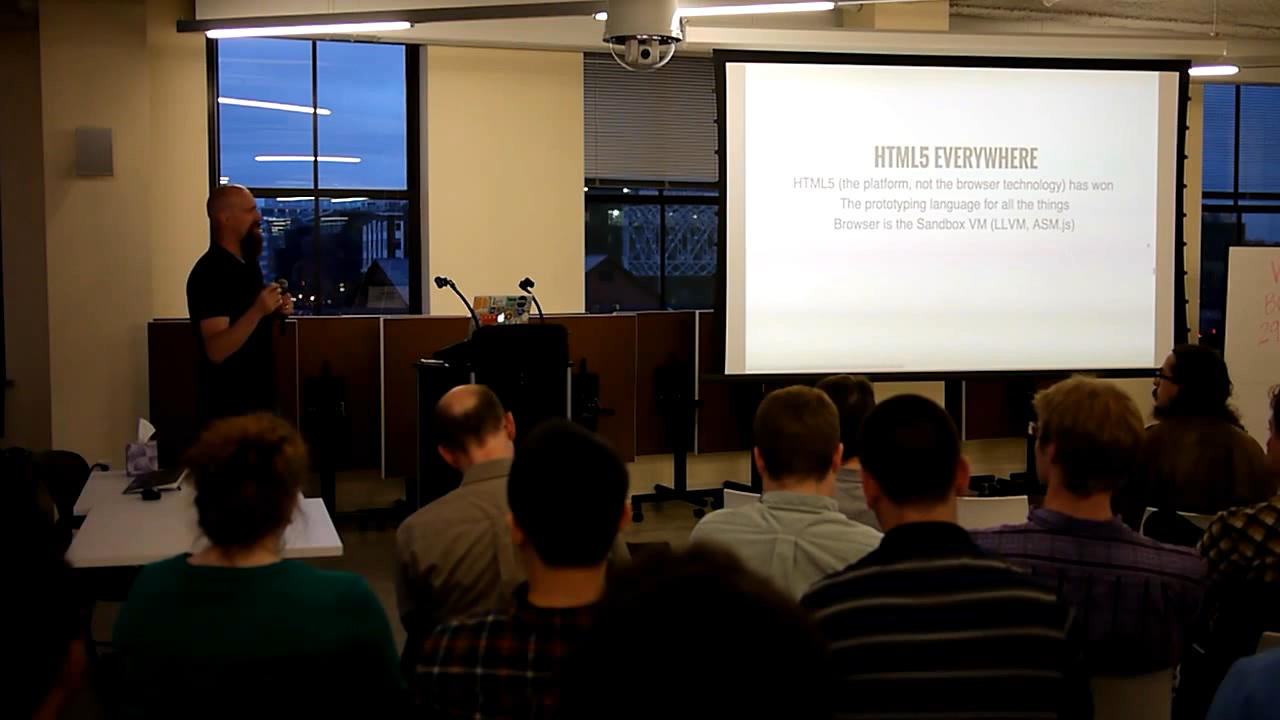 HTML5 EVERYWHERE
HTML5 (the platform, not the browser technology) has won
The prototyping language for all the things
Browser is the Sandbox VM (LLVM, ASM.js)